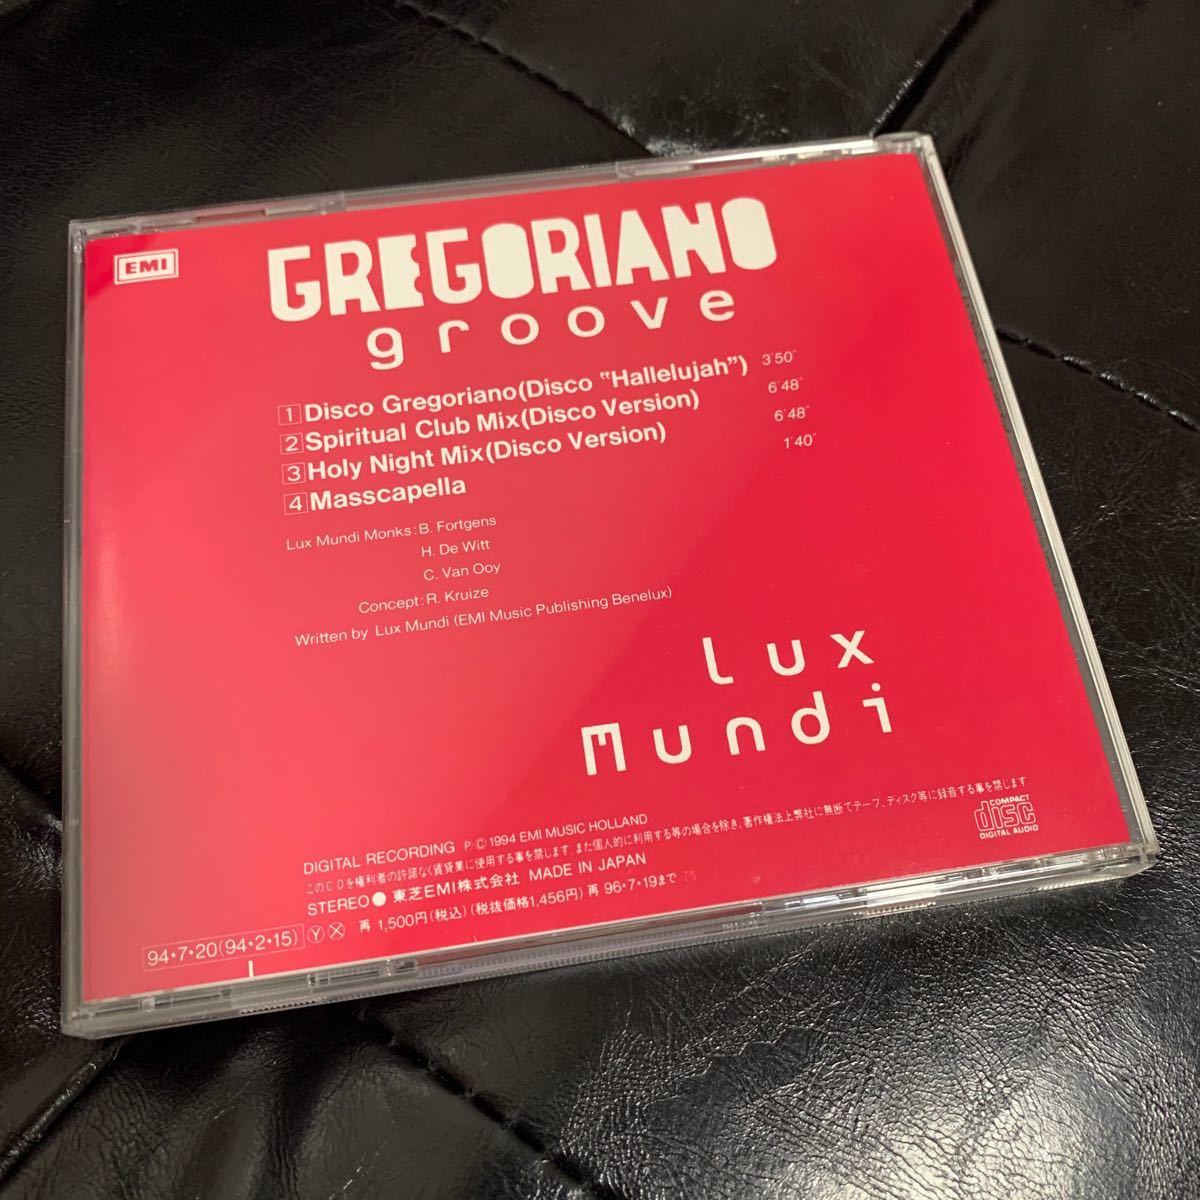 EMI
GREGORIANO
groove
1 Disco Gregoriano(Disco “Hallelujah”) 3'50"
2 Spiritual Club Mix(Disco Version) 6'48"
3 Holy Night Mix(Disco Version) 6'48"
4 Masscapella 1'40"
Lux Mundi Monks:B. Fortgens
H. De Witt
C. Van Ooy
Concept:R. Kruize
Written by Lux Mundi (EMI Music Publishing Benelux)
Lux
Mundi
DIGITAL RECORDING Ⓟ©1994 EMI MUSIC HOLLAND
このCDを権利者の許諾なく賃貸業に使用する事を禁じます。また個人的に利用する等の場合を除き、著作権法上弊社に無断でテープ、ディスク等に録音する事を禁じます
STEREO● 東芝EMI株式会社 MADE IN JAPAN
94・7・20(94・2・15) Ⓨ Ⓧ 再 1,500円(税込)(税抜価格1,456円)再 96・7・19まで
COMPACT
disc
DIGITAL AUDIO